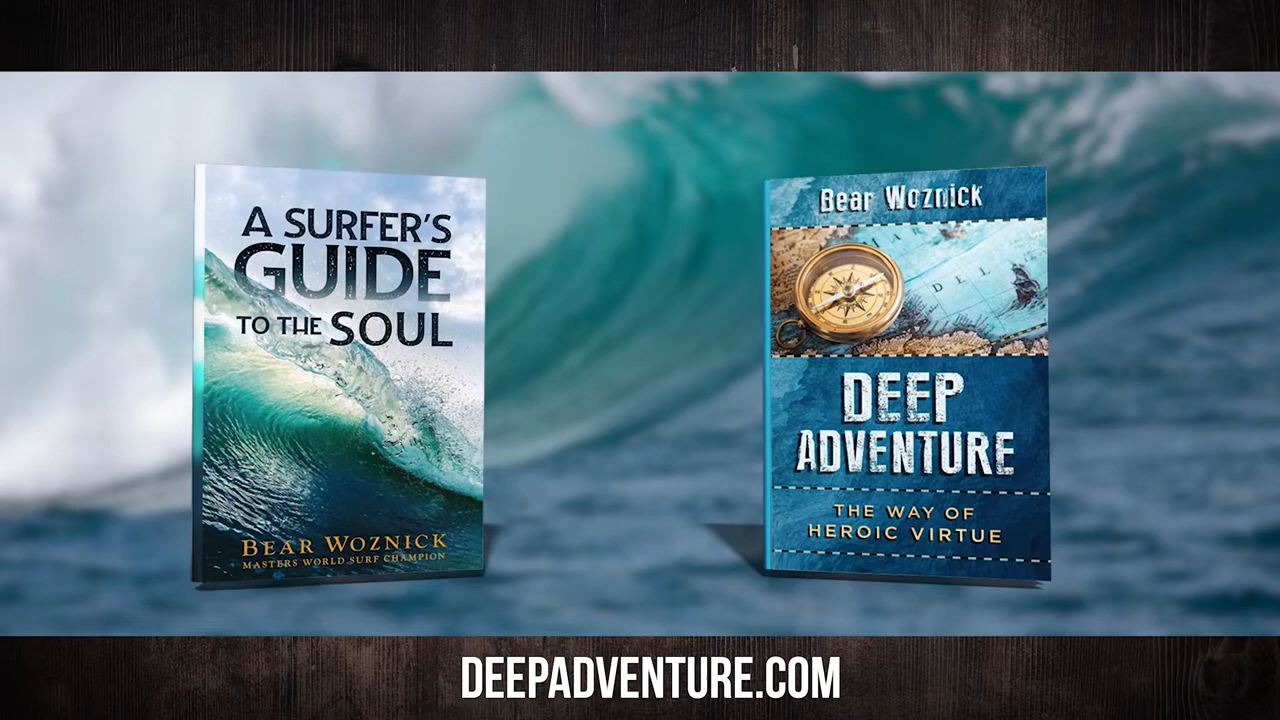 A SURFER'S
GUIDE
TO THE SOUL
BEAR WOZNICK
MASTERS WORLD SURF CHAMPION
Bear Woznick
DEL
DEEP
ADVENTURE
THE WAY OF
HEROIC VIRTUE
DEEPADVENTURE.COM